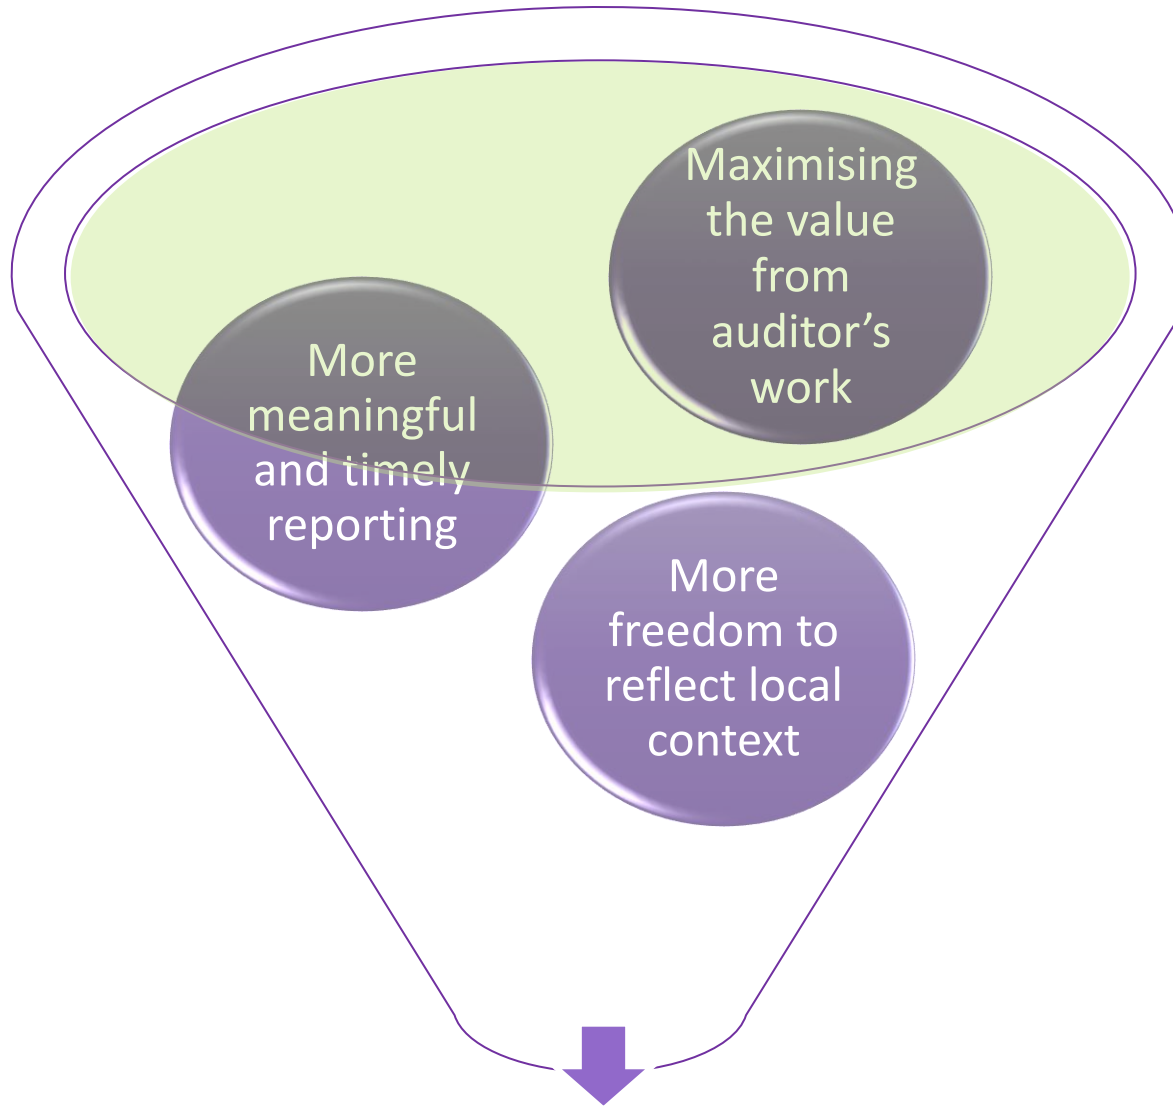 Maximising
the value
from
auditor’s
work
More
meaningful
and timely
reporting
More
freedom to
reflect local
context